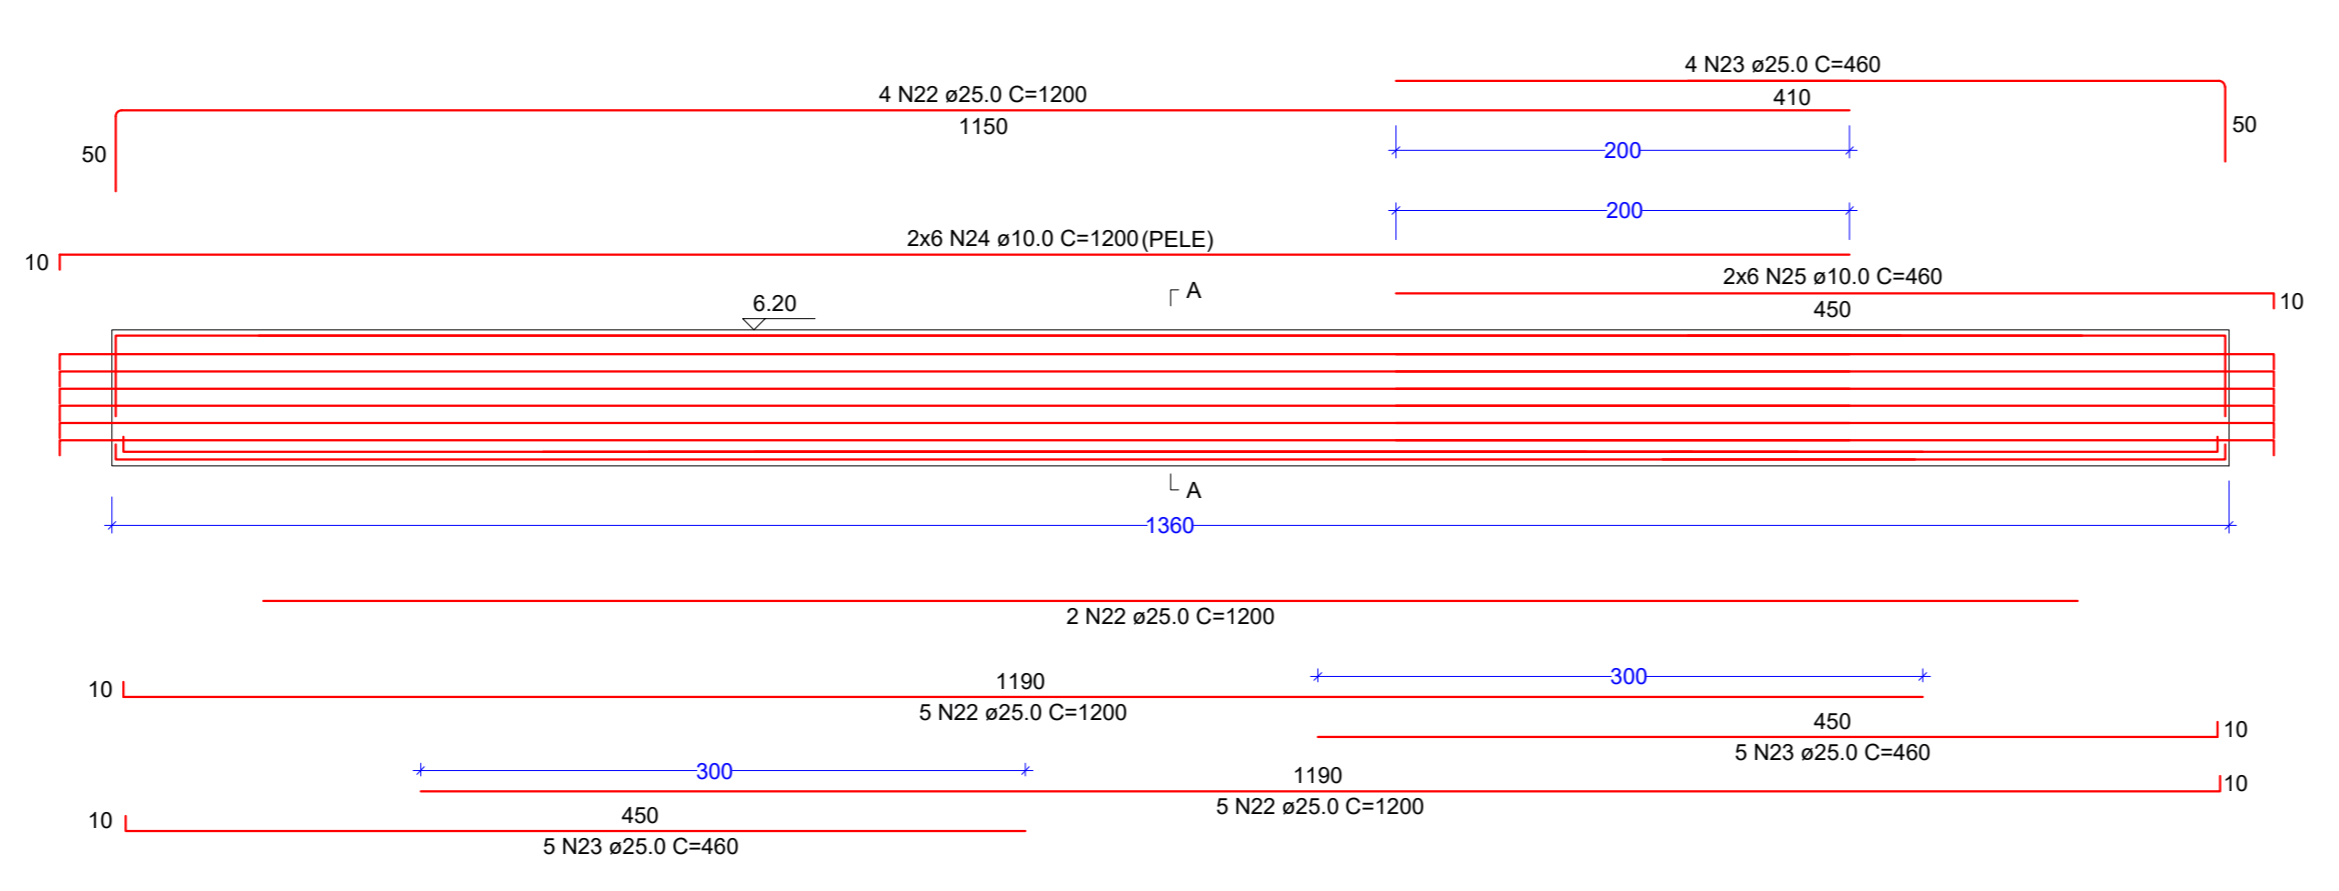 4 N23 ø25.0 C=460
4 N22 ø25.0 C=1200
410
1150
50
50
200
200
2x6 N24 ø10.0 C=1200(PELE)
10
2x6 N25 ø10.0 C=460
A
10
6.20
450
A
1360
2 N22 ø25.0 C=1200
300
1190
10
5 N22 ø25.0 C=1200
450
10
5 N23 ø25.0 C=460
300
1190
10
5 N22 ø25.0 C=1200
450
10
5 N23 ø25.0 C=460